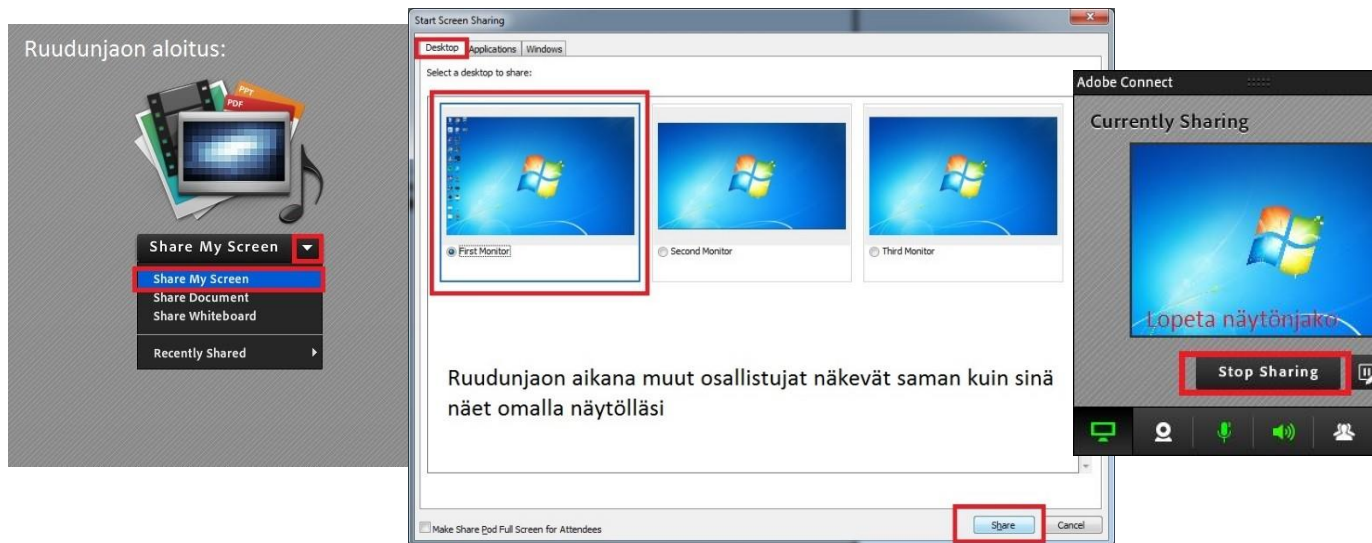 Ruudunjaon aloitus:
PPT
PDF
Share My Screen
Share My Screen
Share Document
Share Whiteboard
Recently Shared
Start Screen Sharing
Desktop Applications Windows
Select a desktop to share:
First Monitor Second Monitor Third Monitor
Ruudunjaon aikana muut osallistujat näkevät saman kuin sinä
näet omalla näytölläsi
Make Share Pod Full Screen for Attendees
Share Cancel
Adobe Connect
Currently Sharing
Lopeta näytönjako
Stop Sharing